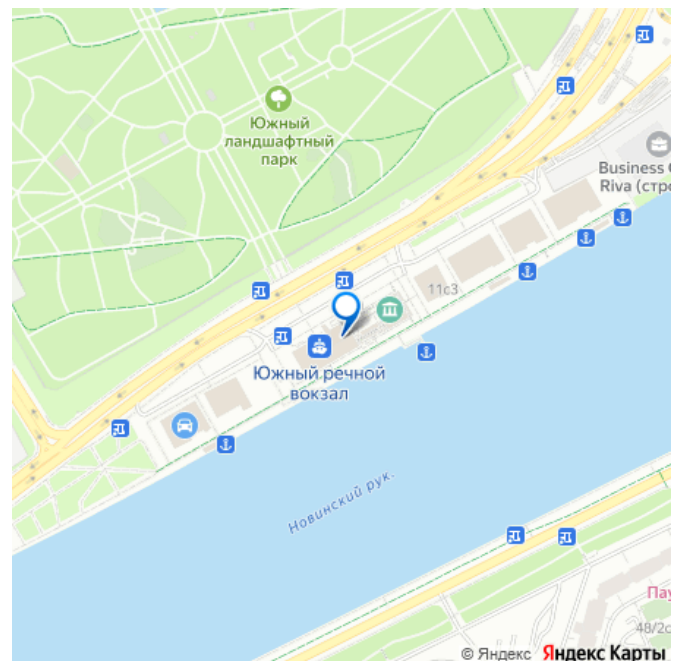 Южный
ландшафтный
парк
Business
Riva (стро
11с3
Южный речной
вокзал
Новинский рук.
Пау
48/2с
© Яндекс Яндекс Карты